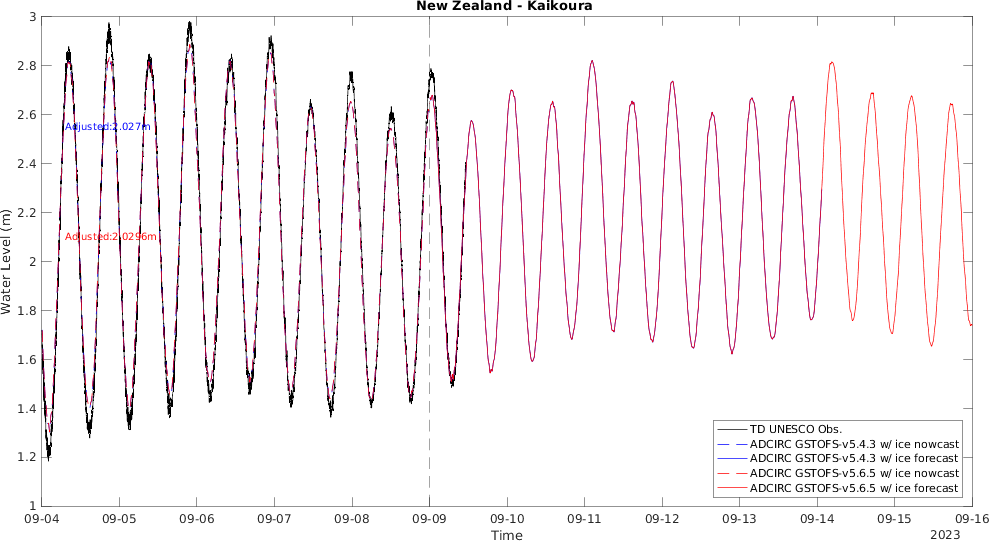 New Zealand - Kaikoura
3
2.8
2.6
2.4
2.2
2
1.8
1.6
1.4
1.2
1
Water Level (m)
Adjusted:2.027m
Adjusted:2.0296m
TD UNESCO Obs.
ADCIRC GSTOFS-v5.4.3 w/ ice nowcast
ADCIRC GSTOFS-v5.4.3 w/ ice forecast
ADCIRC GSTOFS-v5.6.5 w/ ice nowcast
ADCIRC GSTOFS-v5.6.5 w/ ice forecast
09-04 09-05 09-06 09-07 09-08 09-09 09-10 09-11 09-12 09-13 09-14 09-15 09-16
Time
2023